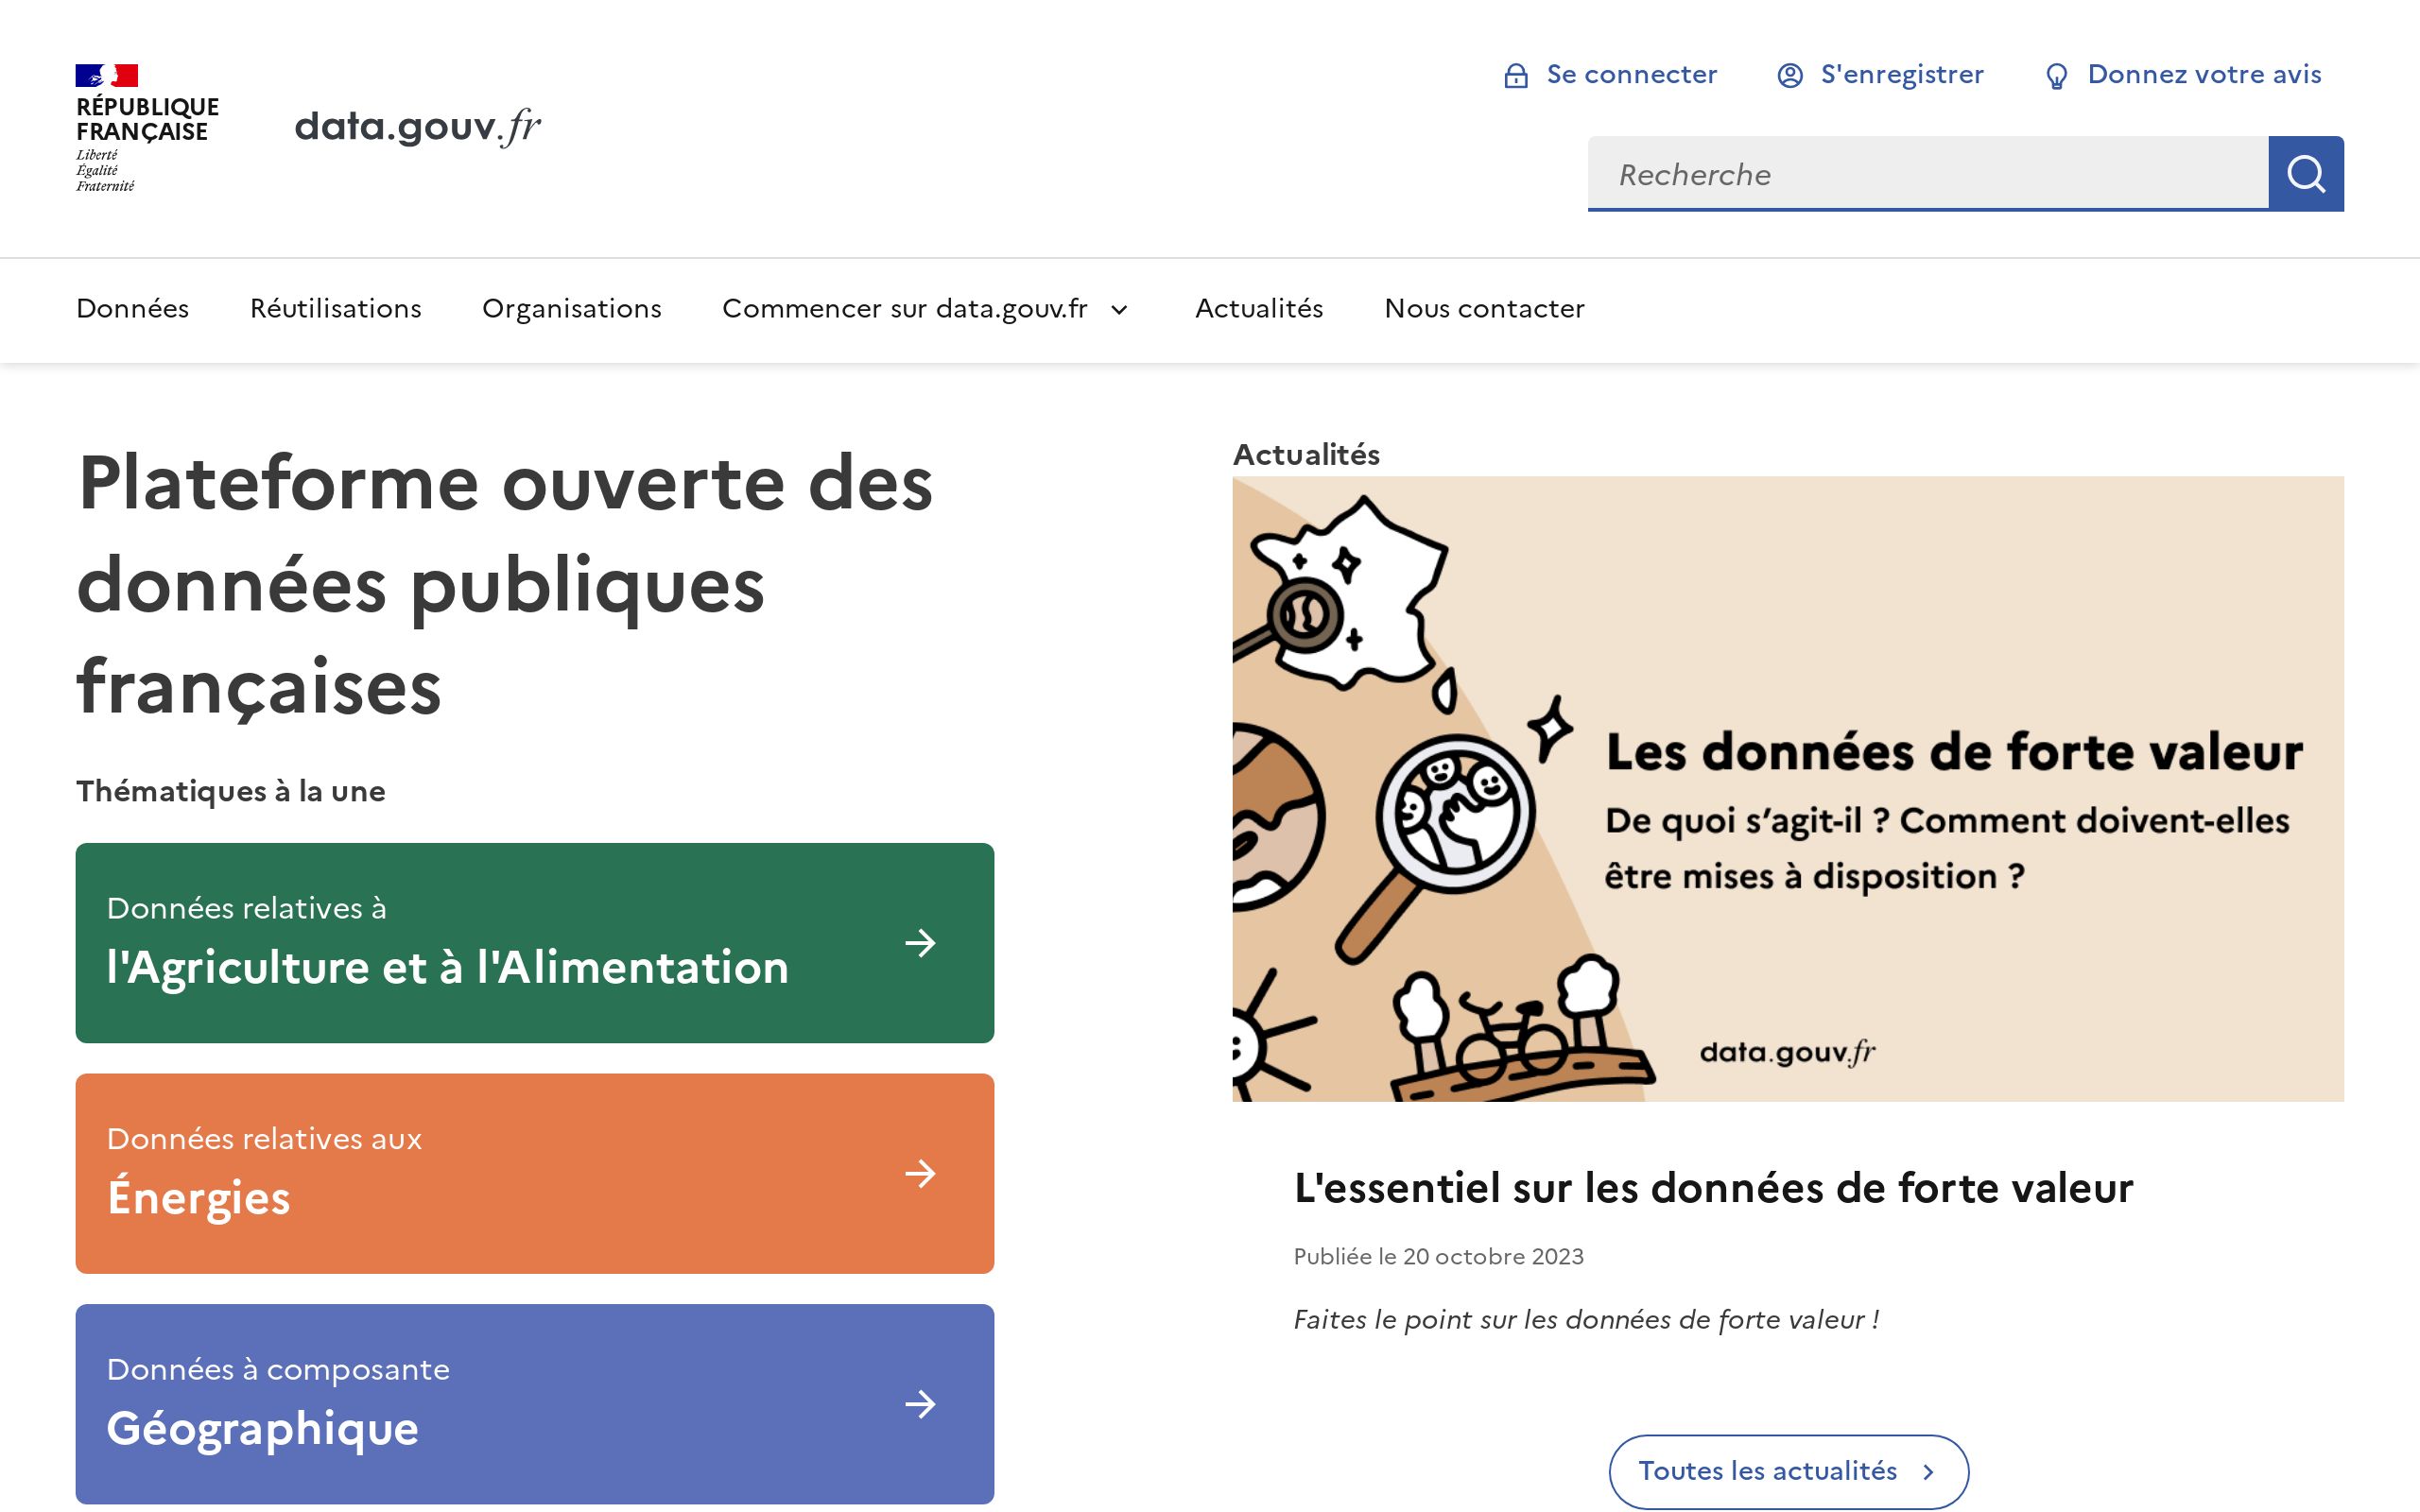 RÉPUBLIQUE
FRANÇAISE
Liberté
Égalité
Fraternité
data.gouv.fr
Se connecter
S'enregistrer
Donnez votre avis
Recherche
Données
Réutilisations
Organisations
Commencer sur data.gouv.fr
Actualités
Nous contacter
Plateforme ouverte des
données publiques
françaises
Thématiques à la une
Données relatives à
l'Agriculture et à l'Alimentation
Données relatives aux
Énergies
Données à composante
Géographique
Actualités
Les données de forte valeur
De quoi s’agit-il ? Comment doivent-elles
être mises à disposition ?
data.gouv.fr
L'essentiel sur les données de forte valeur
Publiée le 20 octobre 2023
Faites le point sur les données de forte valeur !
Toutes les actualités